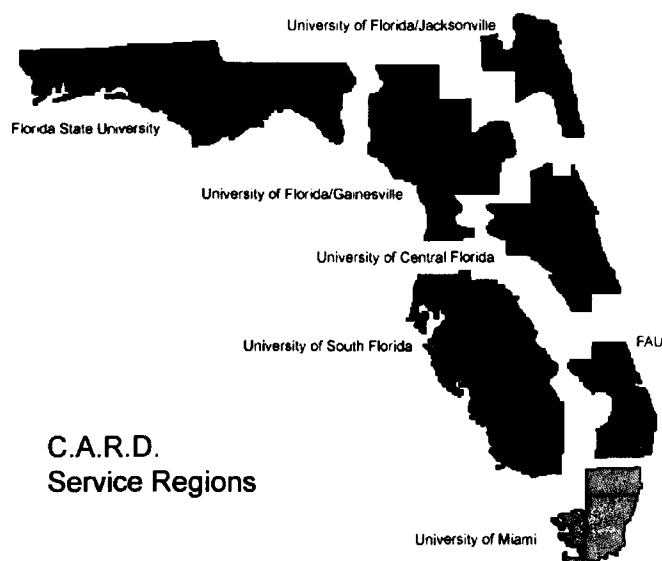 University of Florida/Jacksonville
Florida State University
University of Florida/Gainesville
University of Central Florida
University of South Florida
FAU
C.A.R.D.
Service Regions
University of Miami